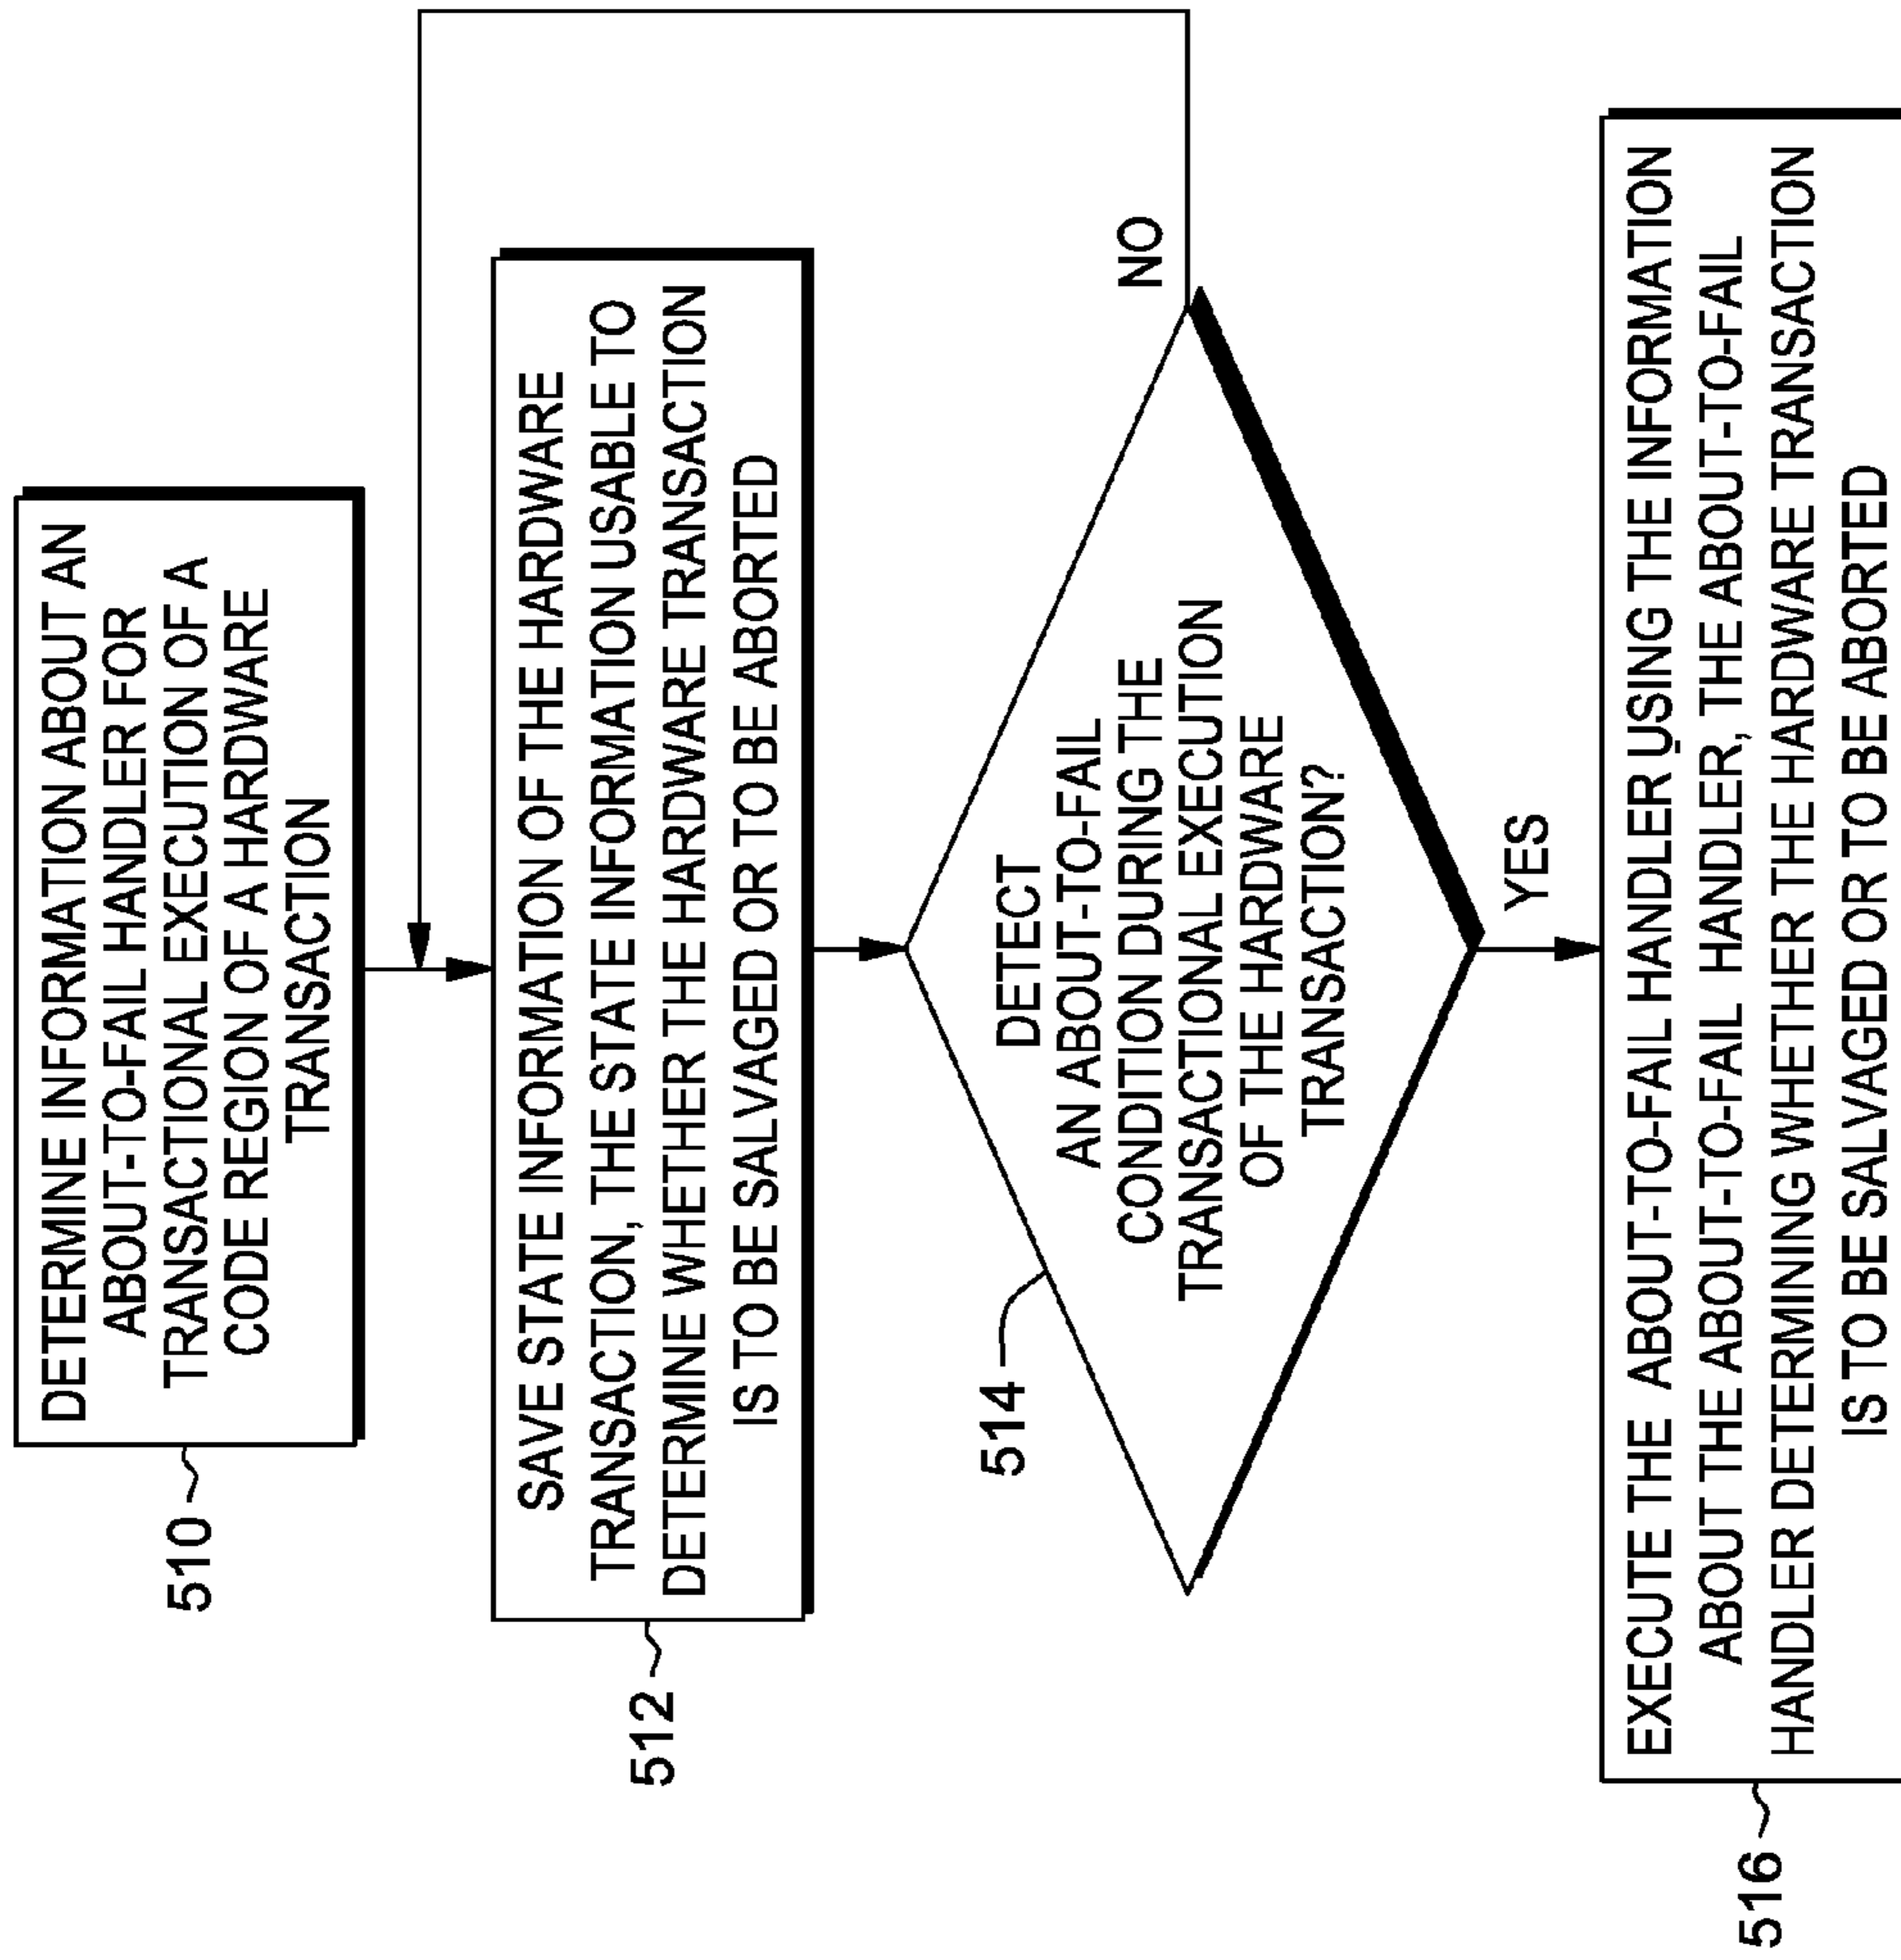 DETERMINE INFORMATION ABOUT AN
ABOUT-TO-FAIL HANDLER FOR
TRANSACTIONAL EXECUTION OF A
CODE REGION OF A HARDWARE
TRANSACTION
510
SAVE STATE INFORMATION OF THE HARDWARE
TRANSACTION, THE STATE INFORMATION USABLE TO
DETERMINE WHETHER THE HARDWARE TRANSACTION
IS TO BE SALVAGED OR TO BE ABORTED
512
514
DETECT
AN ABOUT-TO-FAIL
CONDITION DURING THE
TRANSACTIONAL EXECUTION
OF THE HARDWARE
TRANSACTION?
NO
YES
EXECUTE THE ABOUT-TO-FAIL HANDLER USING THE INFORMATION
ABOUT THE ABOUT-TO-FAIL HANDLER, THE ABOUT-TO-FAIL
HANDLER DETERMINING WHETHER THE HARDWARE TRANSACTION
IS TO BE SALVAGED OR TO BE ABORTED
516